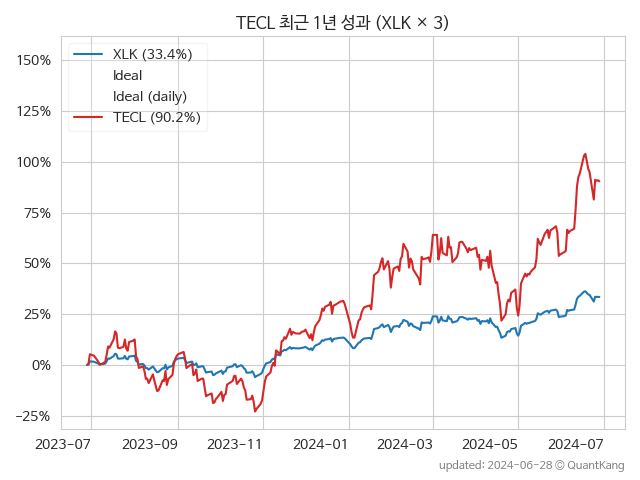 TECL 최근 1년 성과 (XLK × 3)
XLK (33.4%)
Ideal
Ideal (daily)
TECL (90.2%)
150%
125%
100%
75%
50%
25%
0%
−25%
2023-07
2023-09
2023-11
2024-01
2024-03
2024-05
2024-07
updated: 2024-06-28 © QuantKang